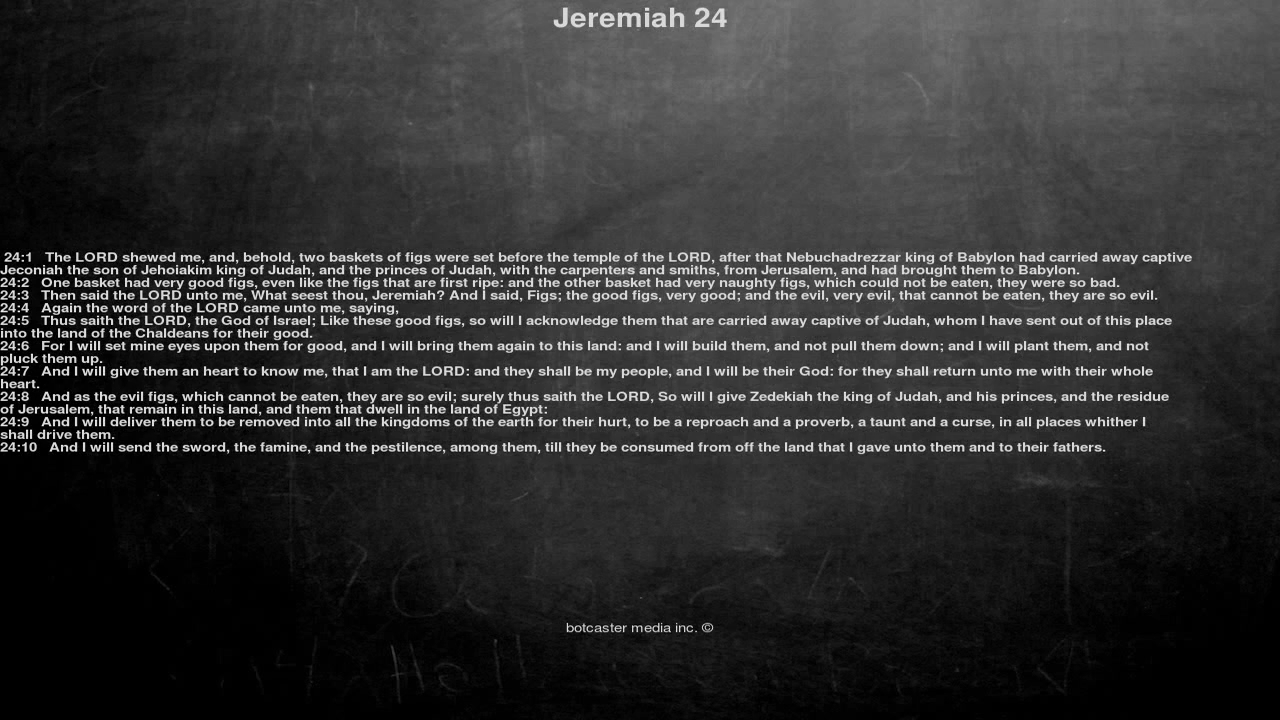 Jeremiah 24
24:1 The LORD shewed me, and, behold, two baskets of figs were set before the temple of the LORD, after that Nebuchadrezzar king of Babylon had carried away captive
Jeconiah the son of Jehoiakim king of Judah, and the princes of Judah, with the carpenters and smiths, from Jerusalem, and had brought them to Babylon.
24:2 One basket had very good figs, even like the figs that are first ripe: and the other basket had very naughty figs, which could not be eaten, they were so bad.
24:3 Then said the LORD unto me, What seest thou, Jeremiah? And I said, Figs; the good figs, very good; and the evil, very evil, that cannot be eaten, they are so evil.
24:4 Again the word of the LORD came unto me, saying,
24:5 Thus saith the LORD, the God of Israel; Like these good figs, so will I acknowledge them that are carried away captive of Judah, whom I have sent out of this place
into the land of the Chaldeans for their good.
24:6 For I will set mine eyes upon them for good, and I will bring them again to this land: and I will build them, and not pull them down; and I will plant them, and not
pluck them up.
24:7 And I will give them an heart to know me, that I am the LORD: and they shall be my people, and I will be their God: for they shall return unto me with their whole
heart.
24:8 And as the evil figs, which cannot be eaten, they are so evil; surely thus saith the LORD, So will I give Zedekiah the king of Judah, and his princes, and the residue
of Jerusalem, that remain in this land, and them that dwell in the land of Egypt:
24:9 And I will deliver them to be removed into all the kingdoms of the earth for their hurt, to be a reproach and a proverb, a taunt and a curse, in all places whither I
shall drive them.
24:10 And I will send the sword, the famine, and the pestilence, among them, till they be consumed from off the land that I gave unto them and to their fathers.
botcaster media inc. ©